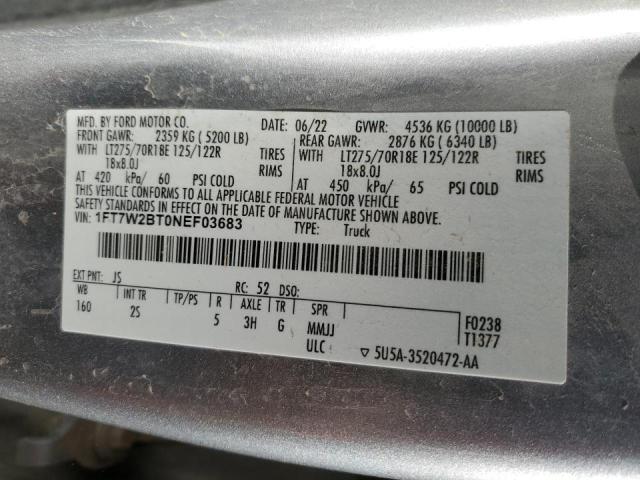 MFD. BY FORD MOTOR CO.
DATE: 06/22 GVWR: 4536 KG (10000 LB)
FRONT GAWR: 2359 KG (5200 LB) REAR GAWR: 2876 KG (6340 LB)
WITH LT275/70R18E 125/122R TIRES WITH LT275/70R18E 125/122R TIRES
18x8.0J RIMS 18x8.0J RIMS
AT 420 kPa/ 60 PSI COLD AT 450 kPa/ 65 PSI COLD
THIS VEHICLE CONFORMS TO ALL APPLICABLE FEDERAL MOTOR VEHICLE
SAFETY STANDARDS IN EFFECT ON THE DATE OF MANUFACTURE SHOWN ABOVE.
VIN: 1FT7W2BT0NEF03683 TYPE: Truck
EXT PNT: JS RC: 52 DSO:
WB INT TR TP/PS R AXLE TR SPR
160 2S 5 3H G MMJJ
ULC
F0238
T1377
▽ 5U5A-3520472-AA